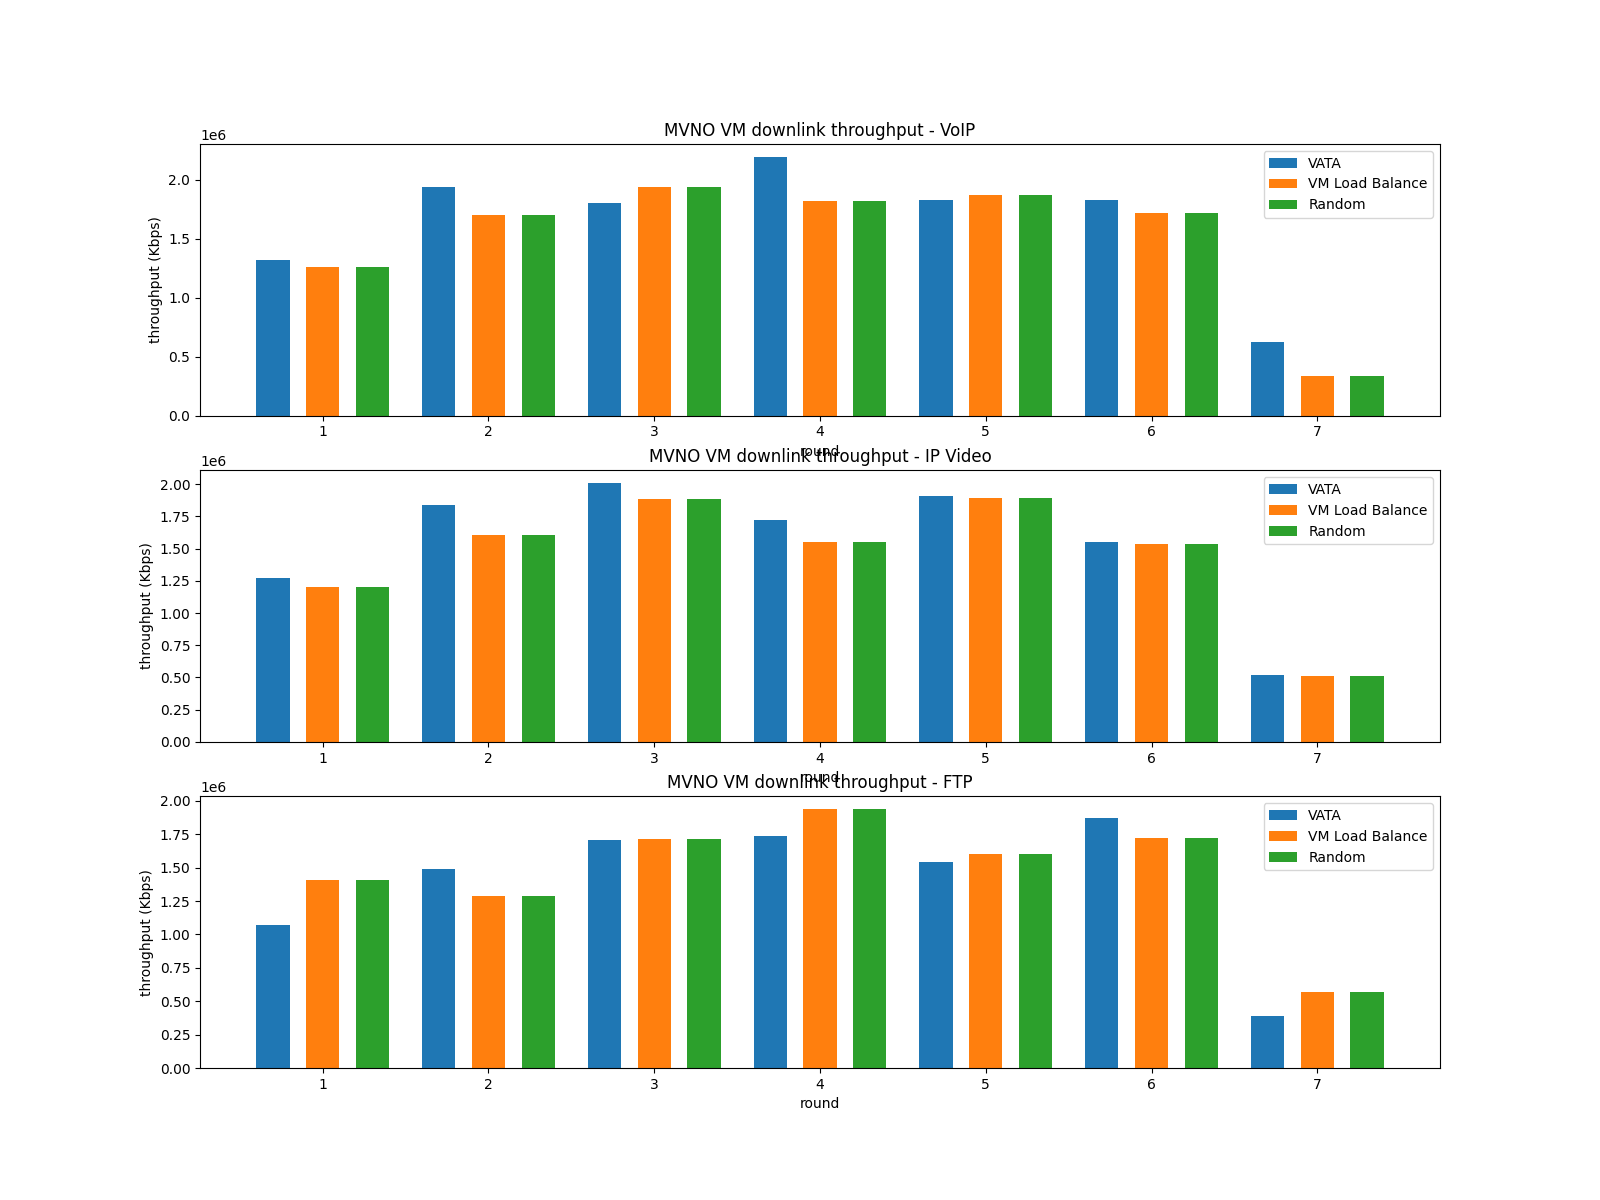 MVNO VM downlink throughput - VoIP
1e6
throughput (Kbps)
2.0
1.5
1.0
0.5
0.0
VATA
VM Load Balance
Random
1 2 3 4 5 6 7
round
MVNO VM downlink throughput - IP Video
1e6
throughput (Kbps)
2.00
1.75
1.50
1.25
1.00
0.75
0.50
0.25
0.00
VATA
VM Load Balance
Random
1 2 3 4 5 6 7
round
MVNO VM downlink throughput - FTP
1e6
throughput (Kbps)
2.00
1.75
1.50
1.25
1.00
0.75
0.50
0.25
0.00
VATA
VM Load Balance
Random
1 2 3 4 5 6 7
round